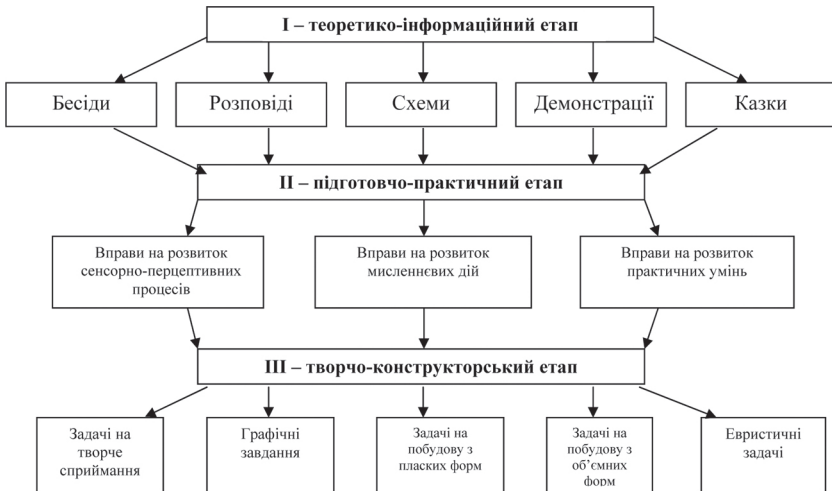 I – теоретико-інформаційний етап
Бесіди
Розповіді
Схеми
Демонстрації
Казки
II – підготовчо-практичний етап
Вправи на розвиток
сенсорно-перцептивних
процесів
Вправи на розвиток
мисленнєвих дій
Вправи на розвиток
практичних умінь
III – творчо-конструкторський етап
Задачі на
творче
сприймання
Графічні
завдання
Задачі на
побудову з
пласких форм
Задачі на
побудову з
об’ємних
форм
Евристичні
задачі